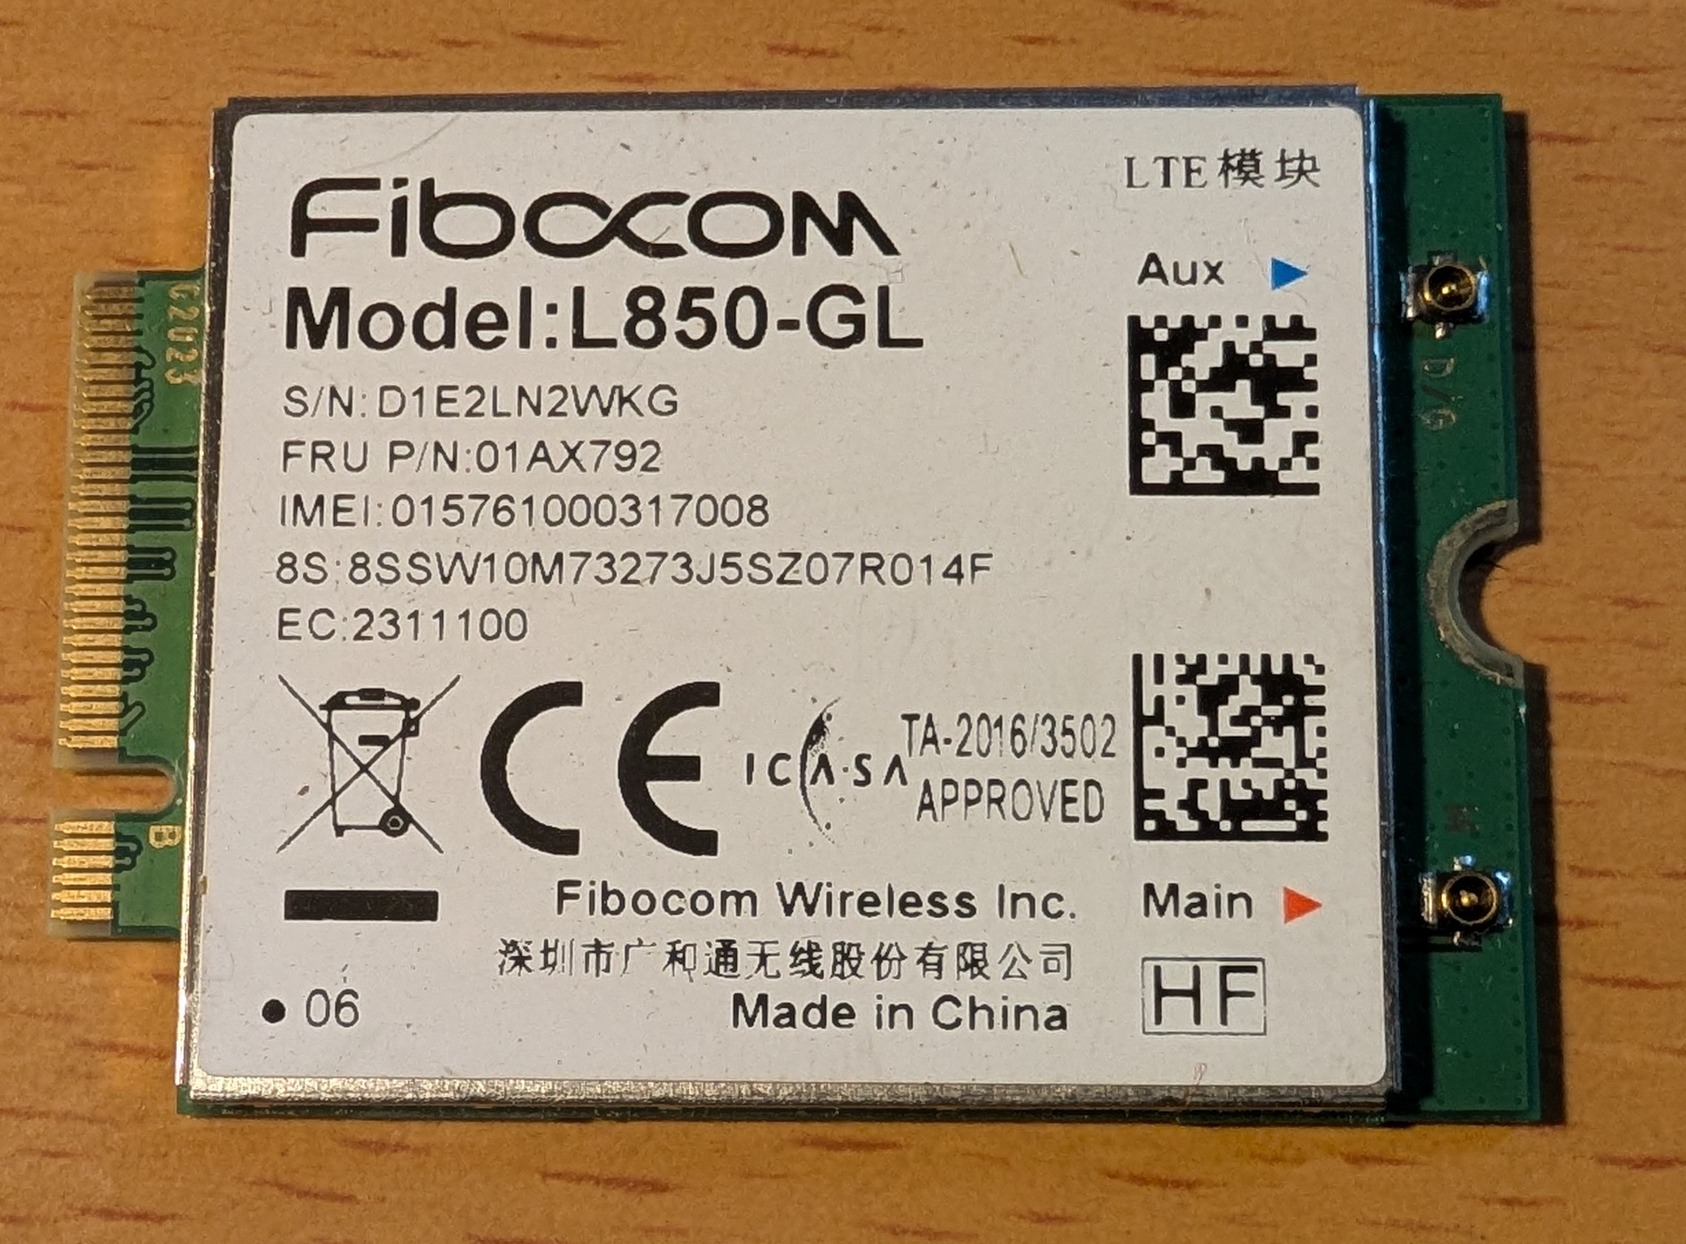 Fibocom
LTE模块
Model:L850-GL
Aux
S/N:D1E2LN2WKG
FRU P/N:01AX792
IMEI:015761000317008
8S:8SSW10M73273J5SZ07R014F
EC:2311100
CE
ICASA
TA-2016/3502
APPROVED
Fibocom Wireless Inc.
Main
深圳市广和通无线股份有限公司
06
Made in China
HF
C2023
B
D/G
M